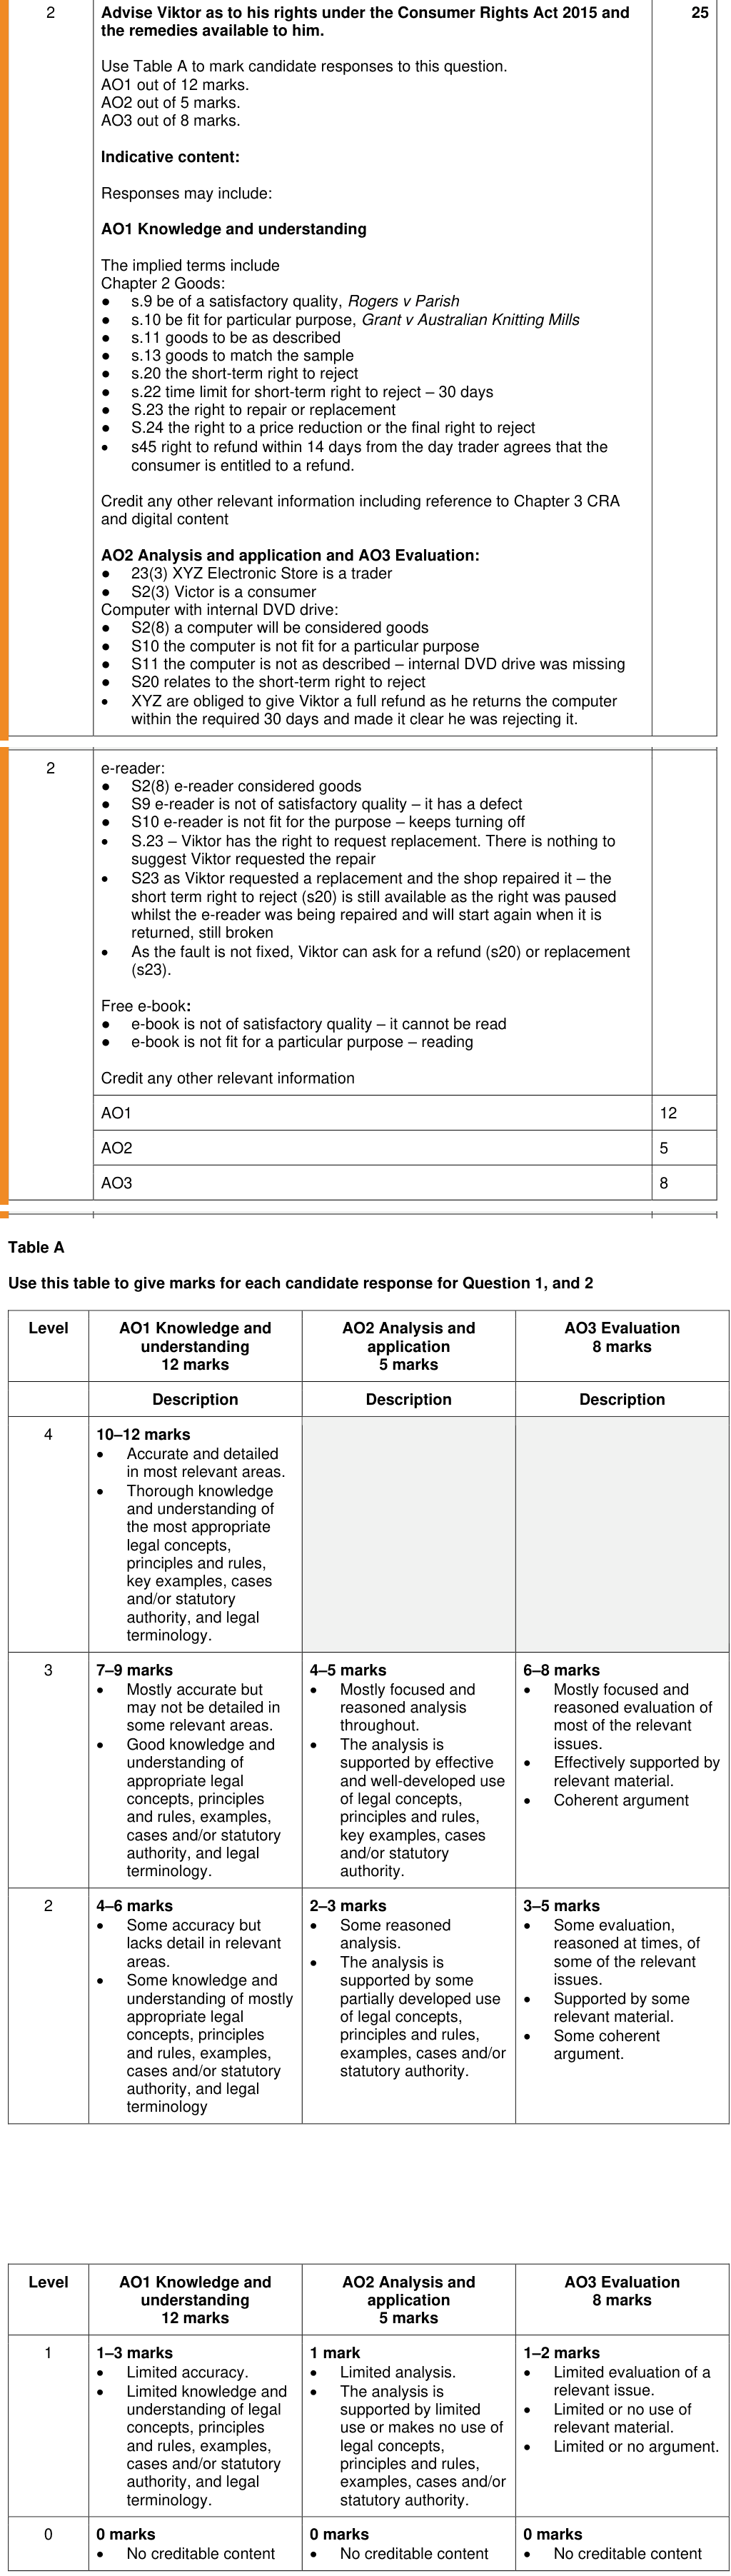 2
Advise Viktor as to his rights under the Consumer Rights Act 2015 and
the remedies available to him.
25
Use Table A to mark candidate responses to this question.
AO1 out of 12 marks.
AO2 out of 5 marks.
AO3 out of 8 marks.
Indicative content:
Responses may include:
AO1 Knowledge and understanding
The implied terms include
Chapter 2 Goods:
● s.9 be of a satisfactory quality, Rogers v Parish
● s.10 be fit for particular purpose, Grant v Australian Knitting Mills
● s.11 goods to be as described
● s.13 goods to match the sample
● s.20 the short-term right to reject
● s.22 time limit for short-term right to reject – 30 days
● S.23 the right to repair or replacement
● S.24 the right to a price reduction or the final right to reject
• s45 right to refund within 14 days from the day trader agrees that the
consumer is entitled to a refund.
Credit any other relevant information including reference to Chapter 3 CRA
and digital content
AO2 Analysis and application and AO3 Evaluation:
● 23(3) XYZ Electronic Store is a trader
● S2(3) Victor is a consumer
Computer with internal DVD drive:
● S2(8) a computer will be considered goods
● S10 the computer is not fit for a particular purpose
● S11 the computer is not as described – internal DVD drive was missing
● S20 relates to the short-term right to reject
• XYZ are obliged to give Viktor a full refund as he returns the computer
within the required 30 days and made it clear he was rejecting it.
2
e-reader:
● S2(8) e-reader considered goods
● S9 e-reader is not of satisfactory quality – it has a defect
● S10 e-reader is not fit for the purpose – keeps turning off
• S.23 – Viktor has the right to request replacement. There is nothing to
suggest Viktor requested the repair
• S23 as Viktor requested a replacement and the shop repaired it – the
short term right to reject (s20) is still available as the right was paused
whilst the e-reader was being repaired and will start again when it is
returned, still broken
• As the fault is not fixed, Viktor can ask for a refund (s20) or replacement
(s23).
Free e-book:
● e-book is not of satisfactory quality – it cannot be read
● e-book is not fit for a particular purpose – reading
Credit any other relevant information
AO1 12
AO2 5
AO3 8
Table A
Use this table to give marks for each candidate response for Question 1, and 2
Level
AO1 Knowledge and
understanding
12 marks
AO2 Analysis and
application
5 marks
AO3 Evaluation
8 marks
Description
Description
Description
4
10–12 marks
• Accurate and detailed
in most relevant areas.
• Thorough knowledge
and understanding of
the most appropriate
legal concepts,
principles and rules,
key examples, cases
and/or statutory
authority, and legal
terminology.
3
7–9 marks
• Mostly accurate but
may not be detailed in
some relevant areas.
• Good knowledge and
understanding of
appropriate legal
concepts, principles
and rules, examples,
cases and/or statutory
authority, and legal
terminology.
4–5 marks
• Mostly focused and
reasoned analysis
throughout.
• The analysis is
supported by effective
and well-developed use
of legal concepts,
principles and rules,
key examples, cases
and/or statutory
authority.
6–8 marks
• Mostly focused and
reasoned evaluation of
most of the relevant
issues.
• Effectively supported by
relevant material.
• Coherent argument
2
4–6 marks
• Some accuracy but
lacks detail in relevant
areas.
• Some knowledge and
understanding of mostly
appropriate legal
concepts, principles
and rules, examples,
cases and/or statutory
authority, and legal
terminology
2–3 marks
• Some reasoned
analysis.
• The analysis is
supported by some
partially developed use
of legal concepts,
principles and rules,
examples, cases and/or
statutory authority.
3–5 marks
• Some evaluation,
reasoned at times, of
some of the relevant
issues.
• Supported by some
relevant material.
• Some coherent
argument.
Level
AO1 Knowledge and
understanding
12 marks
AO2 Analysis and
application
5 marks
AO3 Evaluation
8 marks
1
1–3 marks
• Limited accuracy.
• Limited knowledge and
understanding of legal
concepts, principles
and rules, examples,
cases and/or statutory
authority, and legal
terminology.
1 mark
• Limited analysis.
• The analysis is
supported by limited
use or makes no use of
legal concepts,
principles and rules,
examples, cases and/or
statutory authority.
1–2 marks
• Limited evaluation of a
relevant issue.
• Limited or no use of
relevant material.
• Limited or no argument.
0
0 marks
• No creditable content
0 marks
• No creditable content
0 marks
• No creditable content